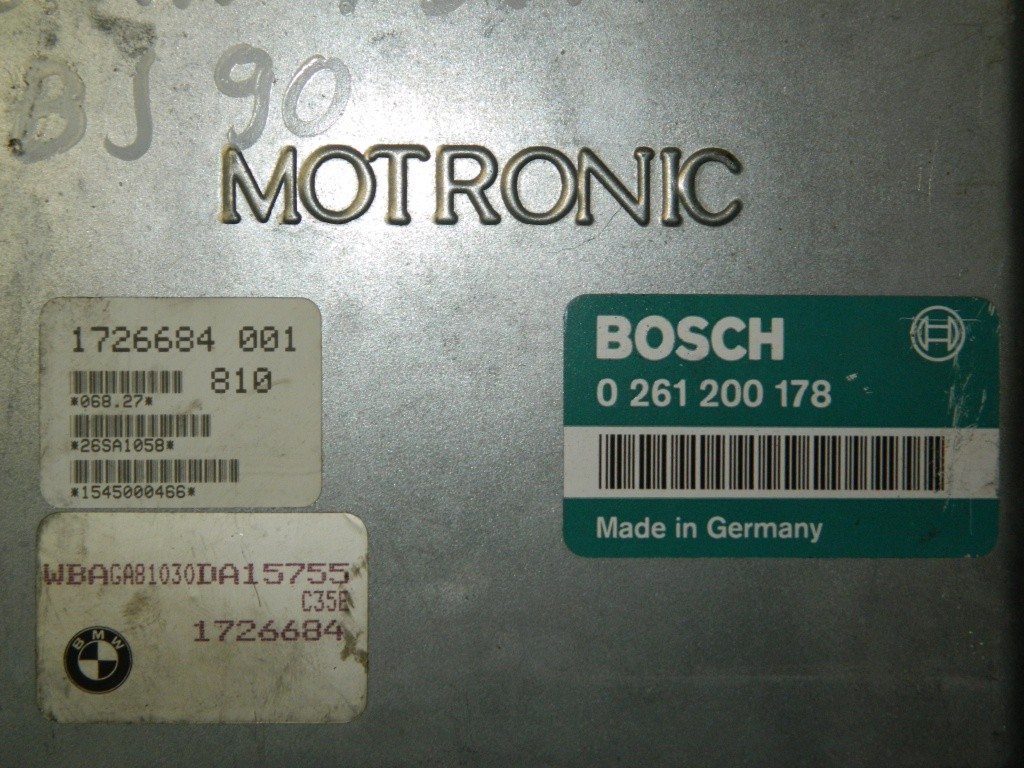 BJ 90
MOTRONIC
1726684 001
810
*068.27*
*26SA1058*
*1545000466*
BOSCH
0 261 200 178
Made in Germany
WBAGA81030DA15755
C35E
1726684
BMW